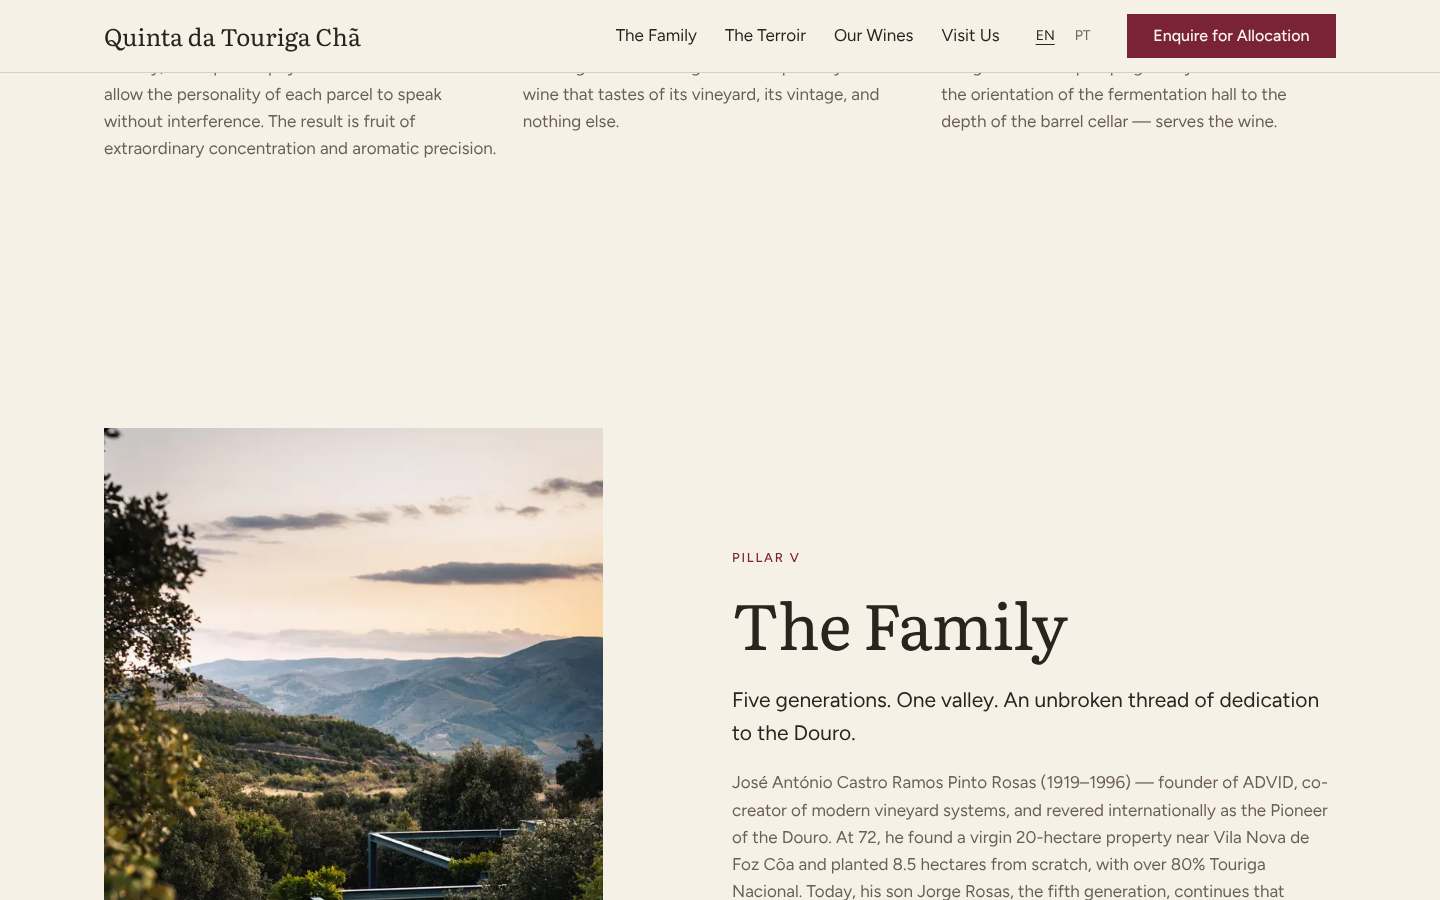 Quinta da Touriga Chã
The Family
The Terroir
Our Wines
Visit Us
EN
PT
Enquire for Allocation
allow the personality of each parcel to speak
without interference. The result is fruit of
extraordinary concentration and aromatic precision.
wine that tastes of its vineyard, its vintage, and
nothing else.
the orientation of the fermentation hall to the
depth of the barrel cellar — serves the wine.
PILLAR V
The Family
Five generations. One valley. An unbroken thread of dedication
to the Douro.
José António Castro Ramos Pinto Rosas (1919–1996) — founder of ADVID, co-
creator of modern vineyard systems, and revered internationally as the Pioneer
of the Douro. At 72, he found a virgin 20-hectare property near Vila Nova de
Foz Côa and planted 8.5 hectares from scratch, with over 80% Touriga
Nacional. Today, his son Jorge Rosas, the fifth generation, continues that